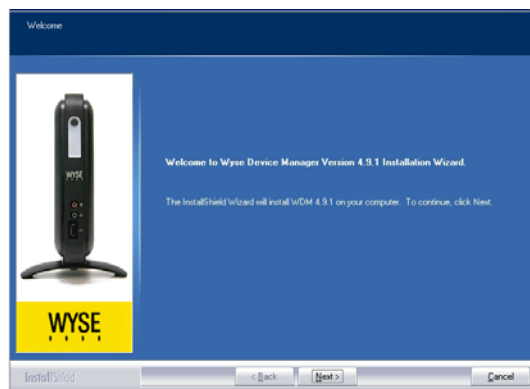 Welcome
Welcome to Wyse Device Manager Version 4.9.1 Installation Wizard.
The InstallShield Wizard will install WDM 4.9.1 on your computer. To continue, click Next.
WYSE
WYSE
InstallShield
< Back
Next >
Cancel